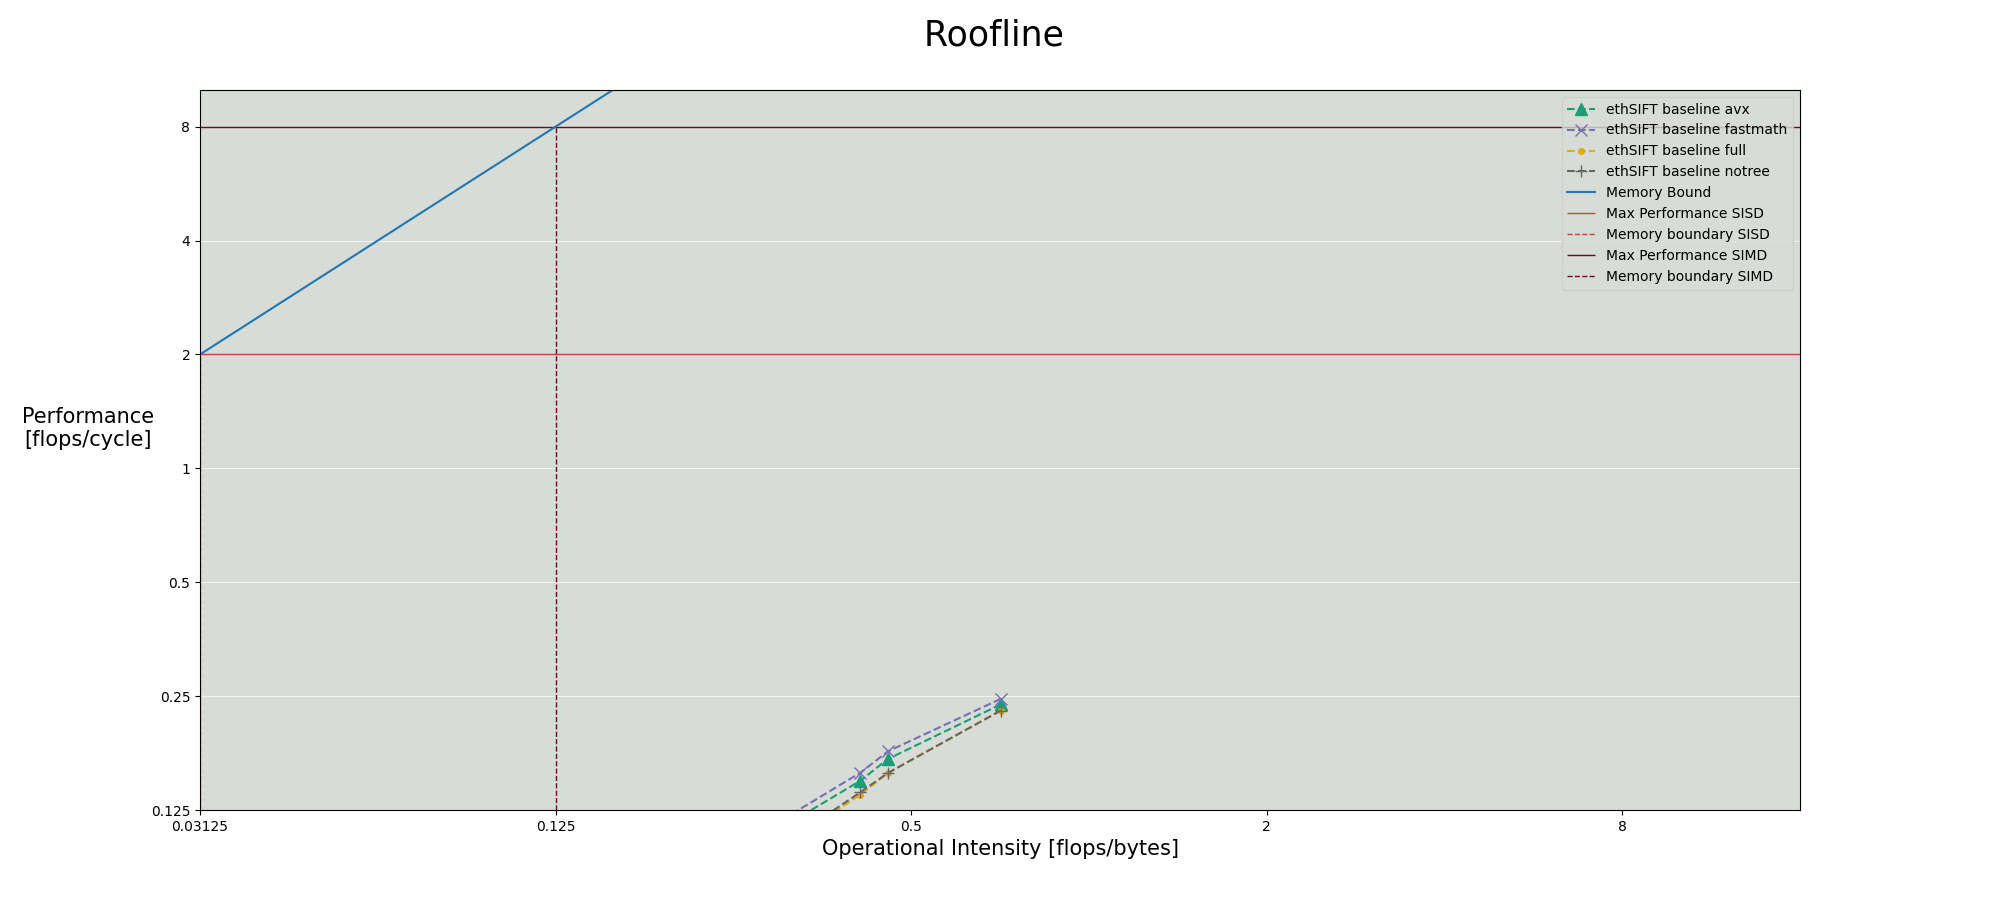 Roofline
ethSIFT baseline avx
ethSIFT baseline fastmath
ethSIFT baseline full
ethSIFT baseline notree
Memory Bound
Max Performance SISD
Memory boundary SISD
Max Performance SIMD
Memory boundary SIMD
8
4
2
1
0.5
0.25
0.125
Performance
[flops/cycle]
0.03125
0.125
0.5
2
8
Operational Intensity [flops/bytes]